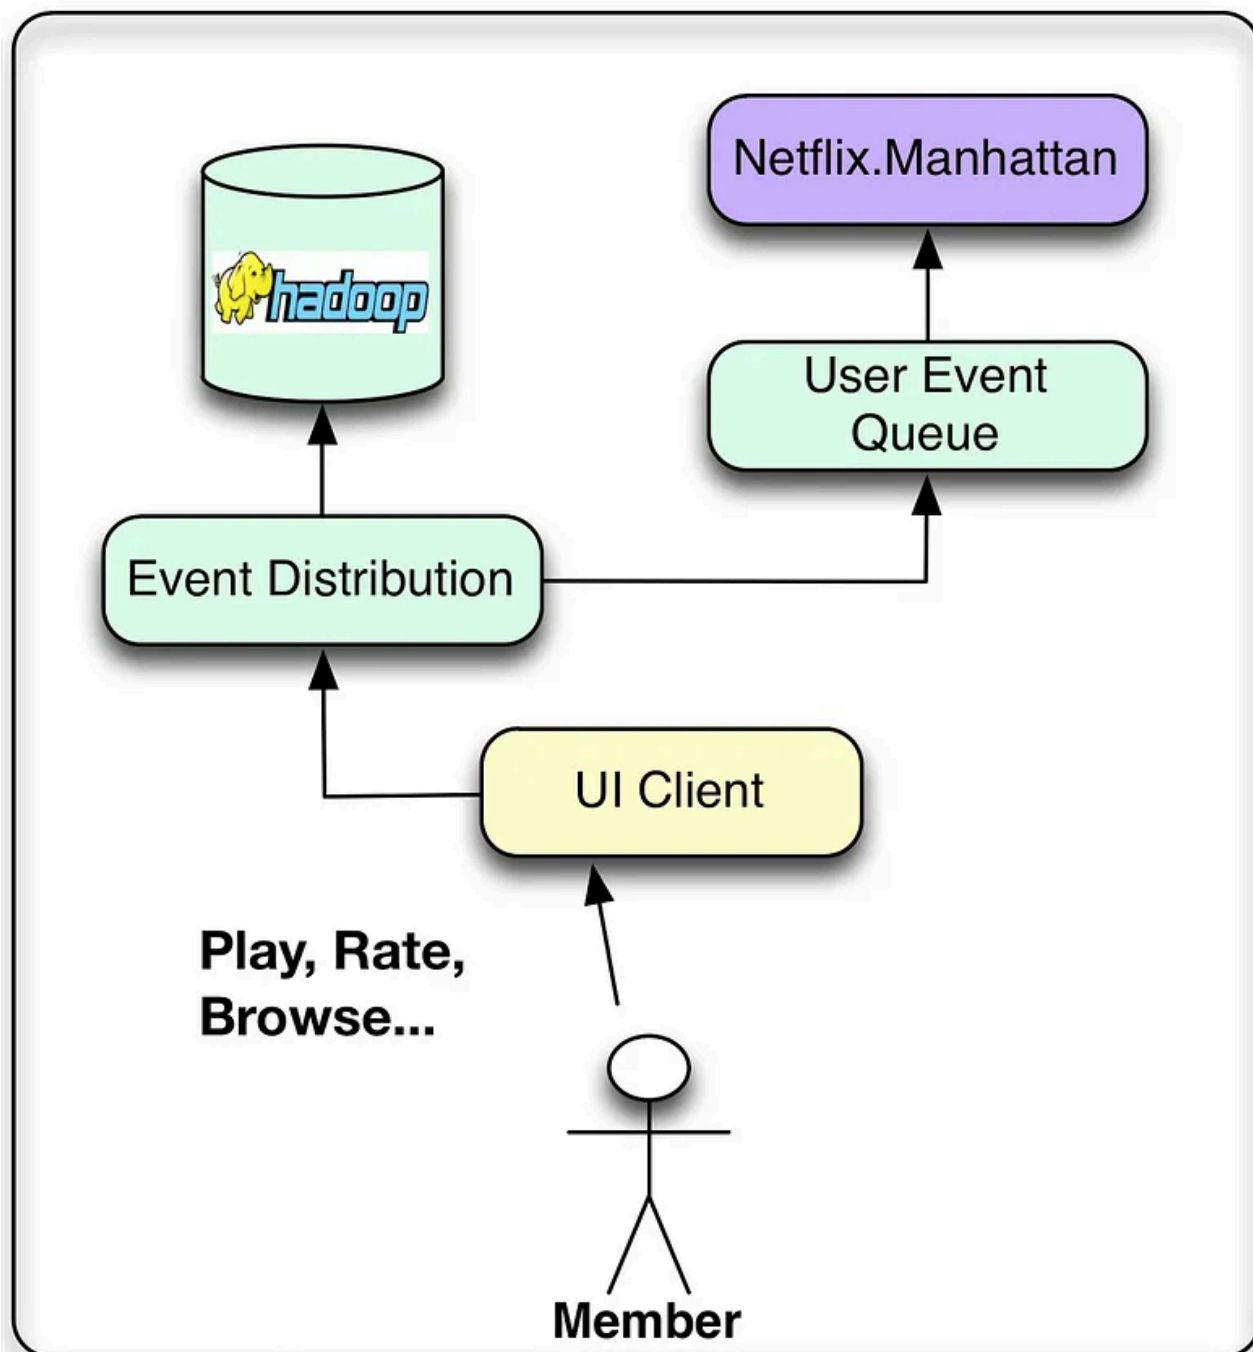 Netflix.Manhattan
hadoop
User Event
Queue
Event Distribution
UI Client
Play, Rate,
Browse...
Member